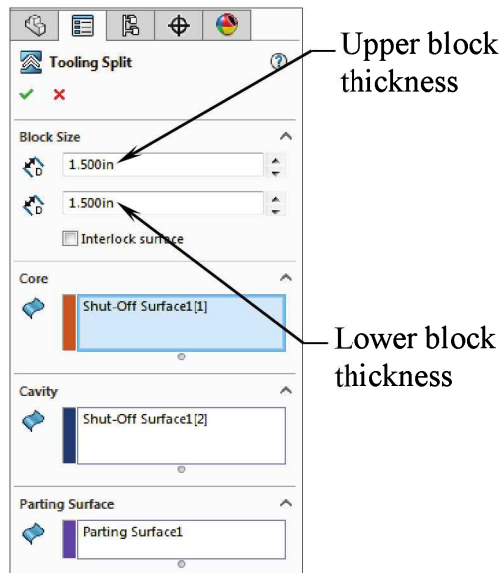 Upper block
thickness
Tooling Split
?
Block Size
D
1.500in
D
1.500in
Interlock surface
Core
Shut-Off Surface1[1]
Lower block
thickness
Cavity
Shut-Off Surface1[2]
Parting Surface
Parting Surface1